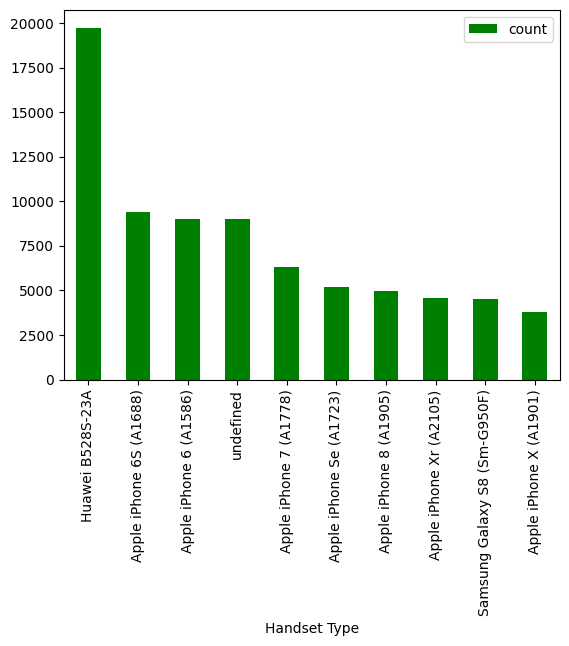 20000
17500
15000
12500
10000
7500
5000
2500
0
count
Huawei B528S-23A
Apple iPhone 6S (A1688)
Apple iPhone 6 (A1586)
undefined
Apple iPhone 7 (A1778)
Apple iPhone Se (A1723)
Apple iPhone 8 (A1905)
Apple iPhone Xr (A2105)
Samsung Galaxy S8 (Sm-G950F)
Apple iPhone X (A1901)
Handset Type